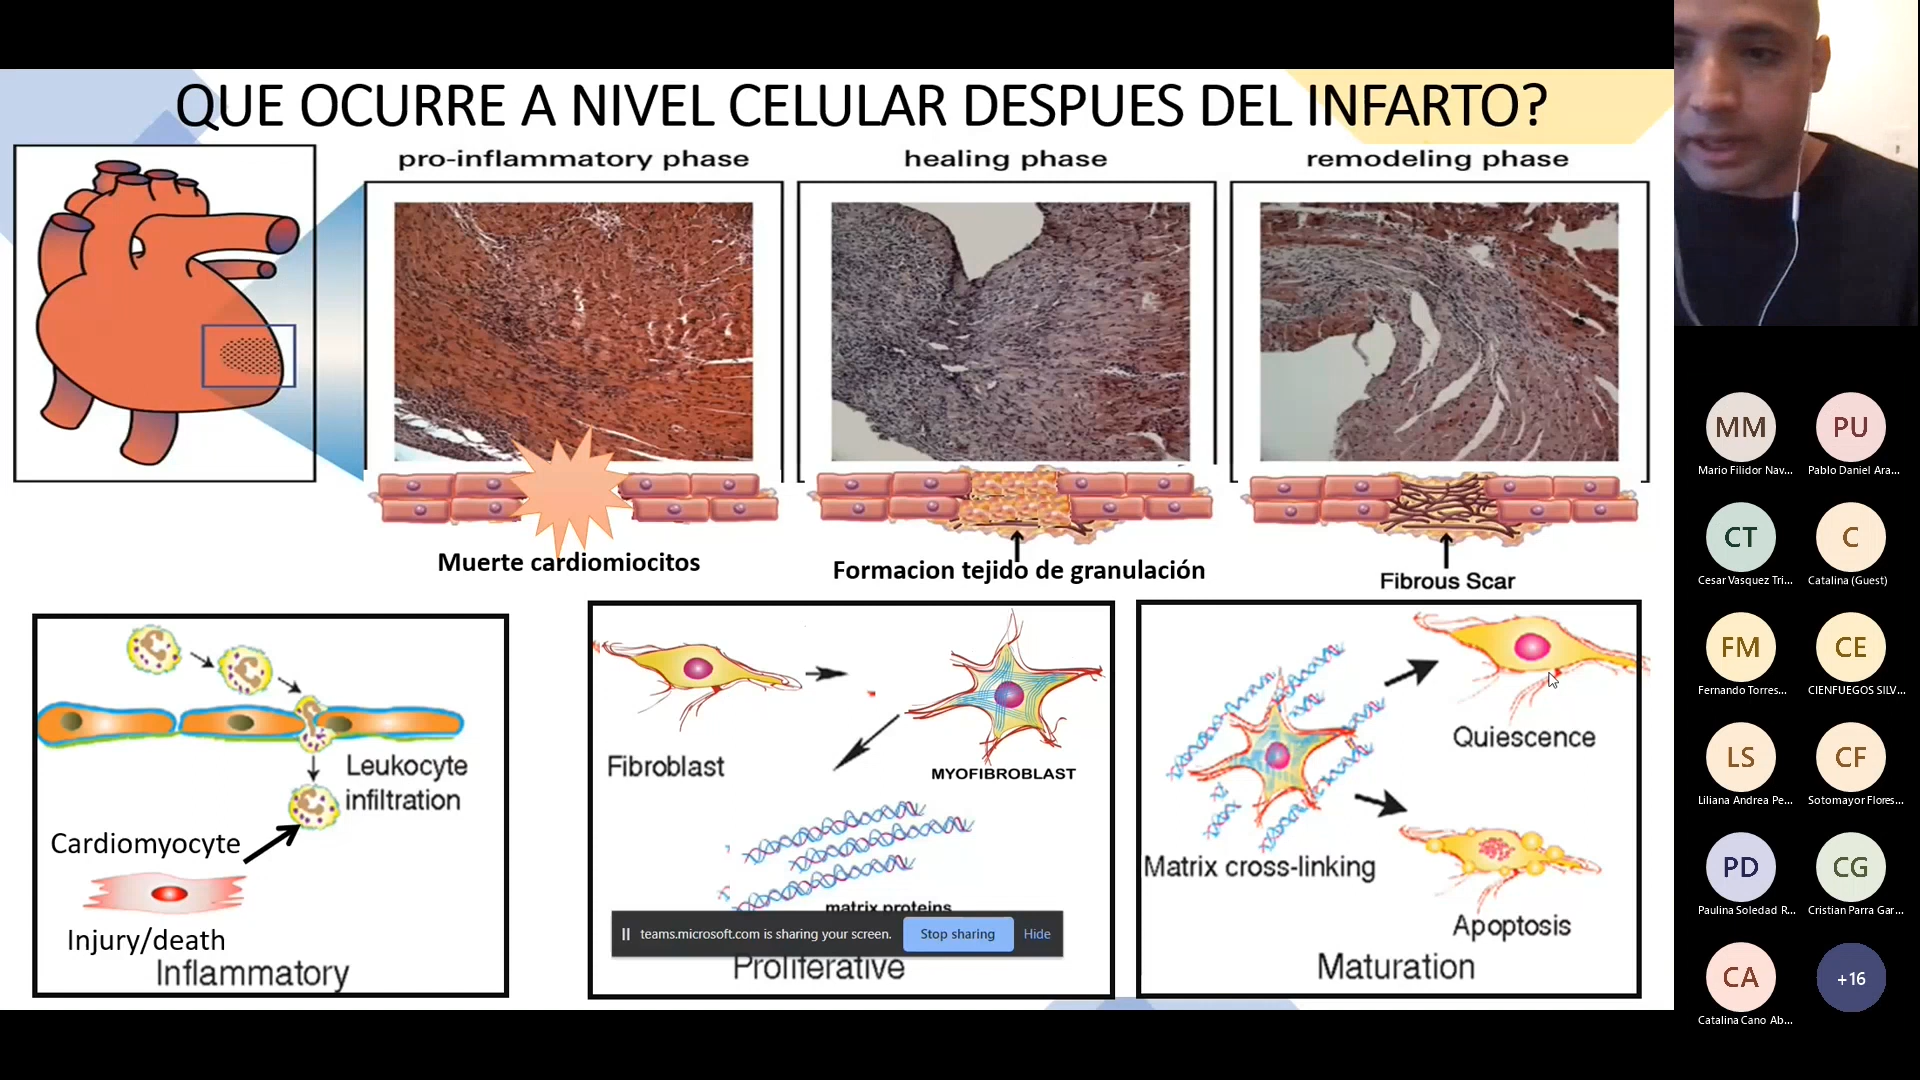 QUE OCURRE A NIVEL CELULAR DESPUES DEL INFARTO?
pro-inflammatory phase
healing phase
remodeling phase
Muerte cardiomiocitos
Formacion tejido de granulación
Fibrous Scar
Leukocyte
infiltration
Cardiomyocyte
Injury/death
Inflammatory
Fibroblast
MYOFIBROBLAST
matrix proteins
teams.microsoft.com is sharing your screen.
Stop sharing
Hide
Proliferative
Quiescence
Matrix cross-linking
Apoptosis
Maturation
MM
PU
Mario Filidor Nav...
Pablo Daniel Ara...
CT
C
Cesar Vasquez Tri...
Catalina (Guest)
FM
CE
Fernando Torres...
CIENFUEGOS SILV...
LS
CF
Liliana Andrea Pe...
Sotomayor Flores...
PD
CG
Paulina Soledad R...
Cristian Parra Gar...
CA
+16
Catalina Cano Ab...